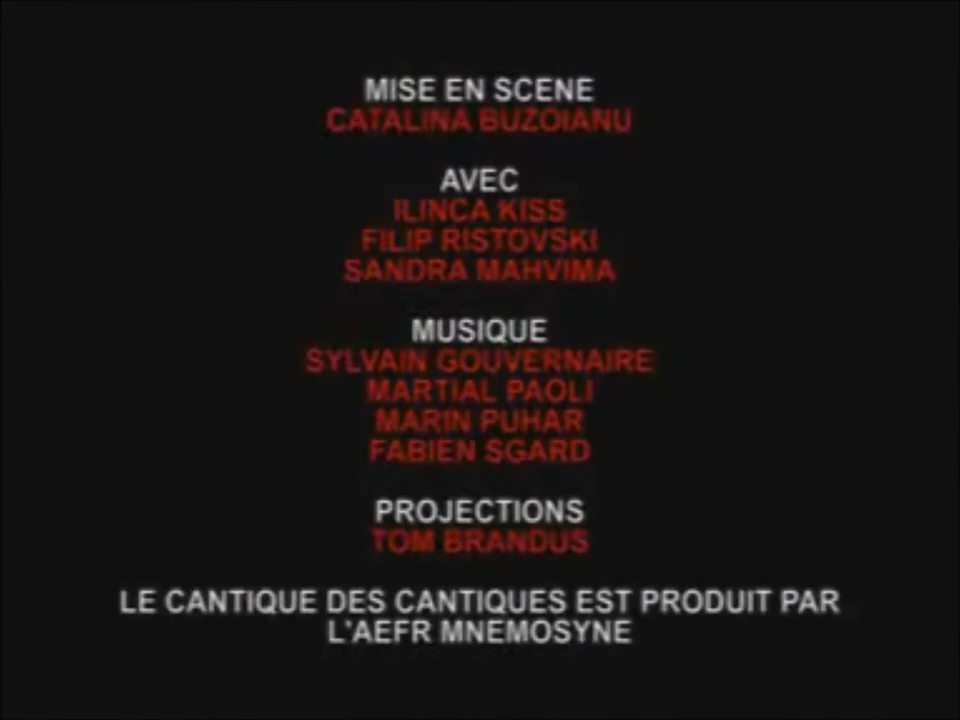 MISE EN SCENE
CATALINA BUZOIANU
AVEC
ILINCA KISS
FILIP RISTOVSKI
SANDRA MAHVIMA
MUSIQUE
SYLVAIN GOUVERNAIRE
MARTIAL PAOLI
MARIN PUHAR
FABIEN SGARD
PROJECTIONS
TOM BRANDUS
LE CANTIQUE DES CANTIQUES EST PRODUIT PAR
L'AEFR MNEMOSYNE